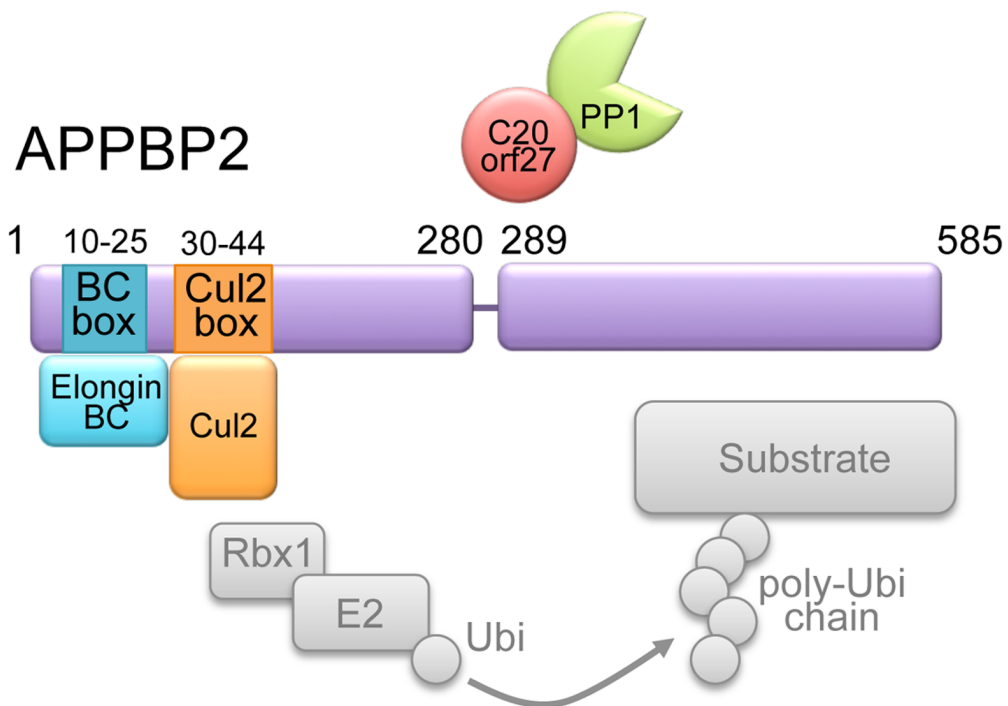 C20
orf27
PP1
APPBP2
1
10-25
30-44
280
289
585
BC
box
Cul2
box
Elongin
BC
Cul2
Substrate
Rbx1
E2
Ubi
poly-Ubi
chain